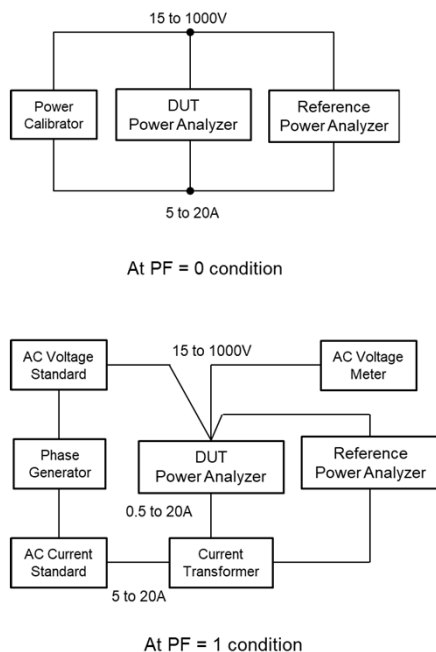 15 to 1000V
Power
Calibrator
DUT
Power Analyzer
Reference
Power Analyzer
5 to 20A
At PF = 0 condition
AC Voltage
Standard
15 to 1000V
AC Voltage
Meter
Phase
Generator
DUT
Power Analyzer
Reference
Power Analyzer
0.5 to 20A
AC Current
Standard
Current
Transformer
5 to 20A
At PF = 1 condition